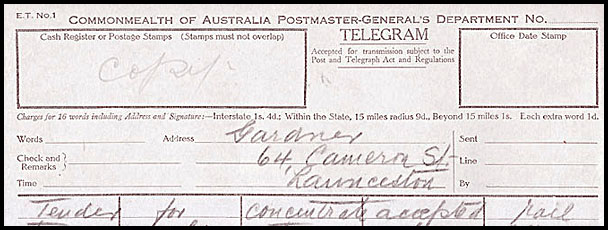 E.T. No.1
COMMONWEALTH OF AUSTRALIA POSTMASTER-GENERAL'S DEPARTMENT No.
Cash Register or Postage Stamps (Stamps must not overlap)
Copy.
TELEGRAM
Accepted for transmission subject to the
Post and Telegraph Act and Regulations
Office Date Stamp
Charges for 16 words including Address and Signature:—Interstate 1s. 4d.; Within the State, 15 miles radius 9d., Beyond 15 miles 1s. Each extra word 1d.
Words Address Gardner Sent
Check and
Remarks } 64, Cameron St. Line
Time Launceston By
Tender for concentrate accepted rail